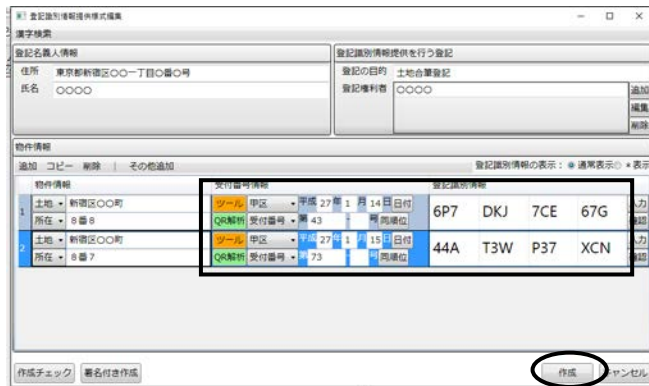 登記識別情報提供様式編集
漢字検索
登記名義人情報
住所 東京都新宿区〇〇一丁目〇番〇号
氏名 〇〇〇〇
登記識別情報提供を行う登記
登記の目的 土地合筆登記
登記権利者 〇〇〇〇
追加
編集
削除
物件情報
追加 コピー 削除 | その他追加 登記識別情報の表示： 通常表示
物件情報 受付番号情報 登記識別情報
1 土地 新宿区〇〇町 ツール 甲区 平成 27 年 1 月 14 日 日付 6P7 DKJ 7CE 67G
所在 8番8 QR解析 受付番号 第 43 号 同順位
2 土地 新宿区〇〇町 ツール 甲区 平成 27 年 1 月 15 日 日付 44A T3W P37 XCN
所在 8番7 QR解析 受付番号 第 73 号 同順位
作成チェック 署名付き作成 作成 キャンセル